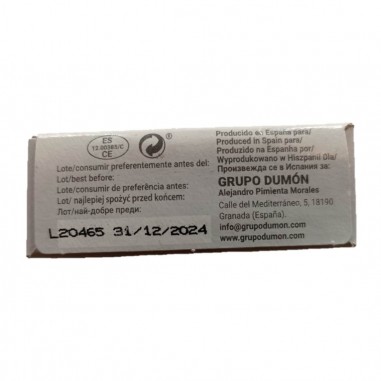 ES
CE
®
Lote/consumir preferentemente antes del:
Lot/best before:
Lote/consumir de preferência antes:
Lot/ najlepiej spożyć przed końcem:
Лот/най-добре преди:
L20465 31/12/2024
Producido en España para/
Produced in Spain para/
Produzido na Espanha por/
Wyprodukowano w Hiszpanii dla/
Произвежда се в Испания за:
GRUPO DUMÓN
Alejandro Pimienta Morales
Calle del Mediterráneo, 5, 18190
Granada (España).
info@grupodumon.com
www.grupodumon.com